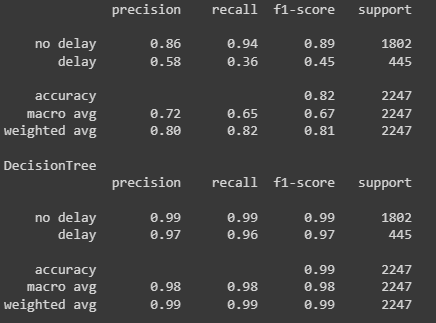 precision recall f1-score support
no delay 0.86 0.94 0.89 1802
delay 0.58 0.36 0.45 445
accuracy 0.82 2247
macro avg 0.72 0.65 0.67 2247
weighted avg 0.80 0.82 0.81 2247
DecisionTree
precision recall f1-score support
no delay 0.99 0.99 0.99 1802
delay 0.97 0.96 0.97 445
accuracy 0.99 2247
macro avg 0.98 0.98 0.98 2247
weighted avg 0.99 0.99 0.99 2247